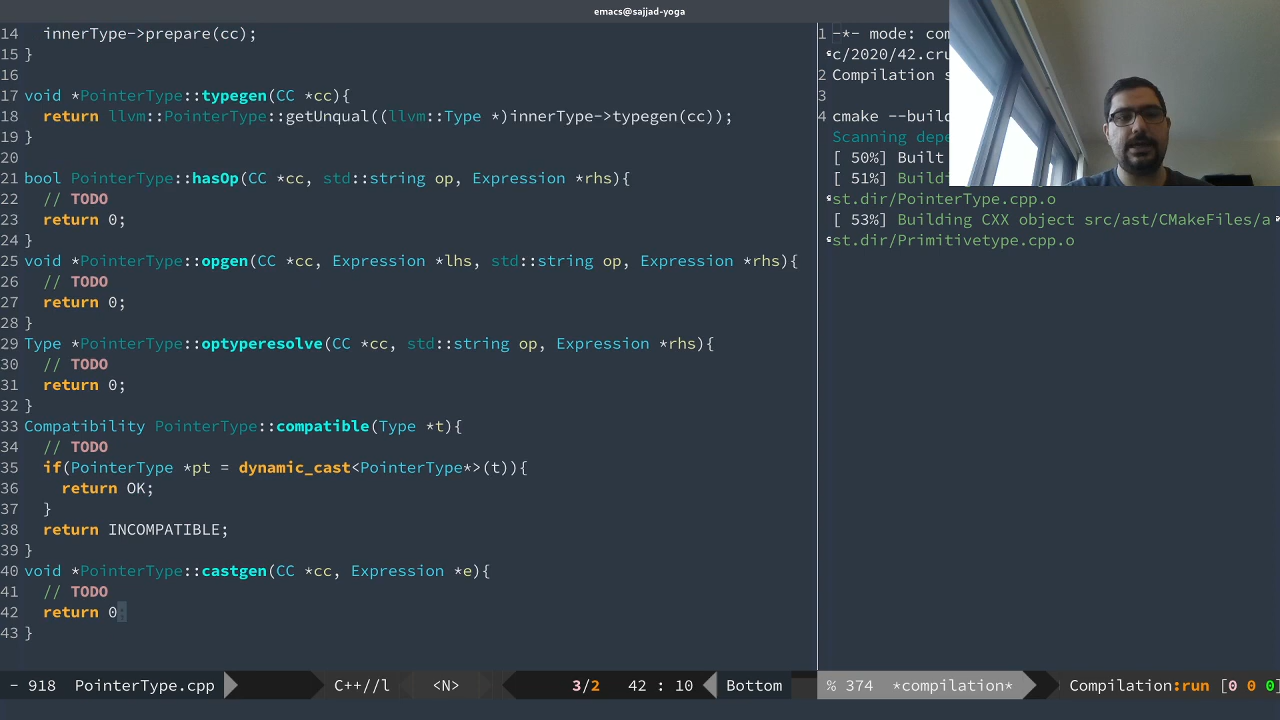 emacs@sajjad-yoga
14   innerType->prepare(cc);
15 }
16
17 void *PointerType::typegen(CC *cc){
18   return llvm::PointerType::getUnqual((llvm::Type *)innerType->typegen(cc));
19 }
20
21 bool PointerType::hasOp(CC *cc, std::string op, Expression *rhs){
22   // TODO
23   return 0;
24 }
25 void *PointerType::opgen(CC *cc, Expression *lhs, std::string op, Expression *rhs){
26   // TODO
27   return 0;
28 }
29 Type *PointerType::optyperesolve(CC *cc, std::string op, Expression *rhs){
30   // TODO
31   return 0;
32 }
33 Compatibility PointerType::compatible(Type *t){
34   // TODO
35   if(PointerType *pt = dynamic_cast<PointerType*>(t)){
36     return OK;
37   }
38   return INCOMPATIBLE;
39 }
40 void *PointerType::castgen(CC *cc, Expression *e){
41   // TODO
42   return 0;
43 }
- 918 PointerType.cpp C++//l <N> 3/2 42 : 10 Bottom
1 -*- mode: com
c/2020/42.cru
2 Compilation s
3
4 cmake --build
Scanning depe
[ 50%] Built
[ 51%] Buildi
st.dir/PointerType.cpp.o
[ 53%] Building CXX object src/ast/CMakeFiles/a
st.dir/Primitivetype.cpp.o
% 374 *compilation* Compilation:run [0 0 0]